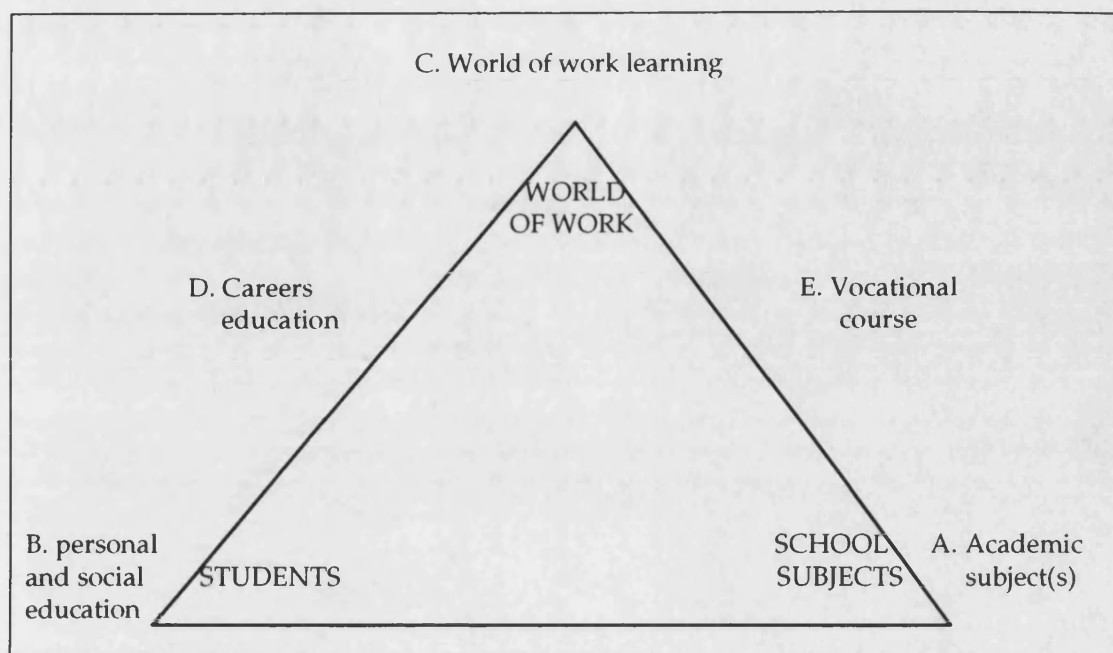 C. World of work learning
WORLD
OF WORK
D. Careers
education
E. Vocational
course
B. personal
and social
education
STUDENTS
SCHOOL
SUBJECTS
A. Academic
subject(s)